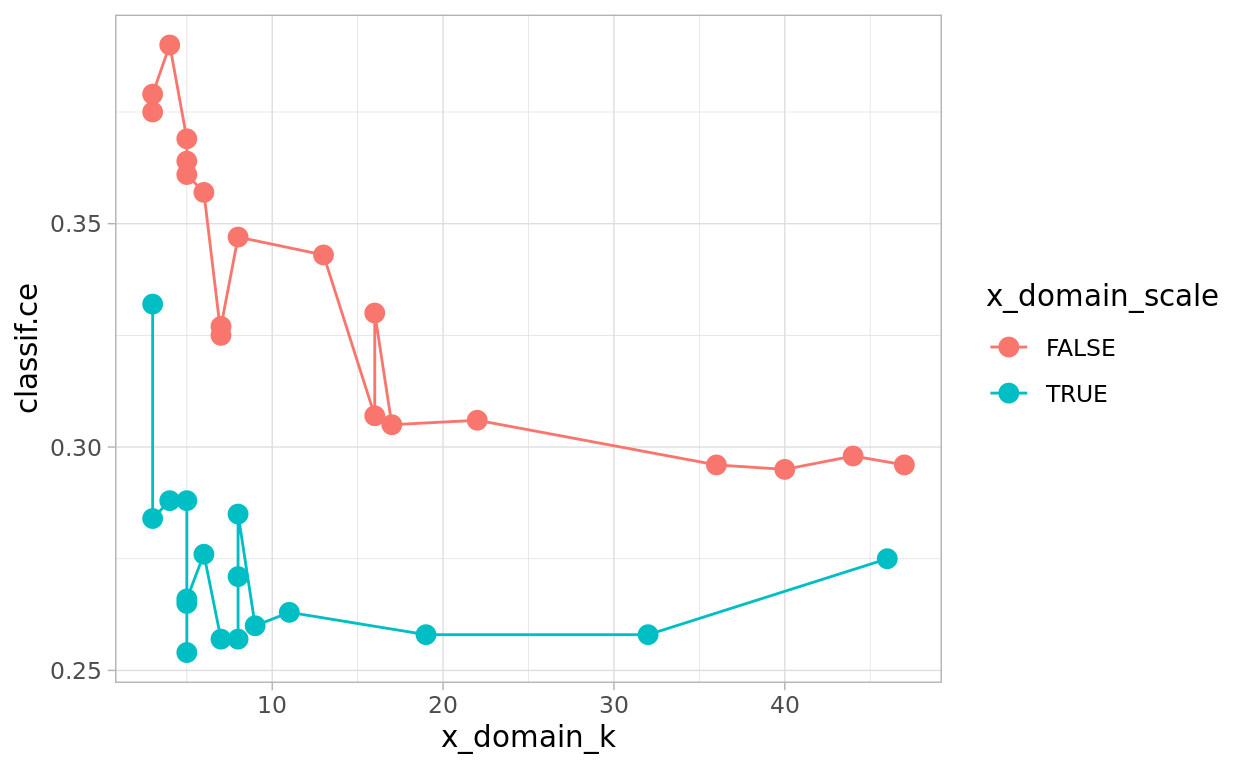 classif.ce
0.35
0.30
0.25
10 20 30 40
x_domain_k
x_domain_scale
FALSE
TRUE